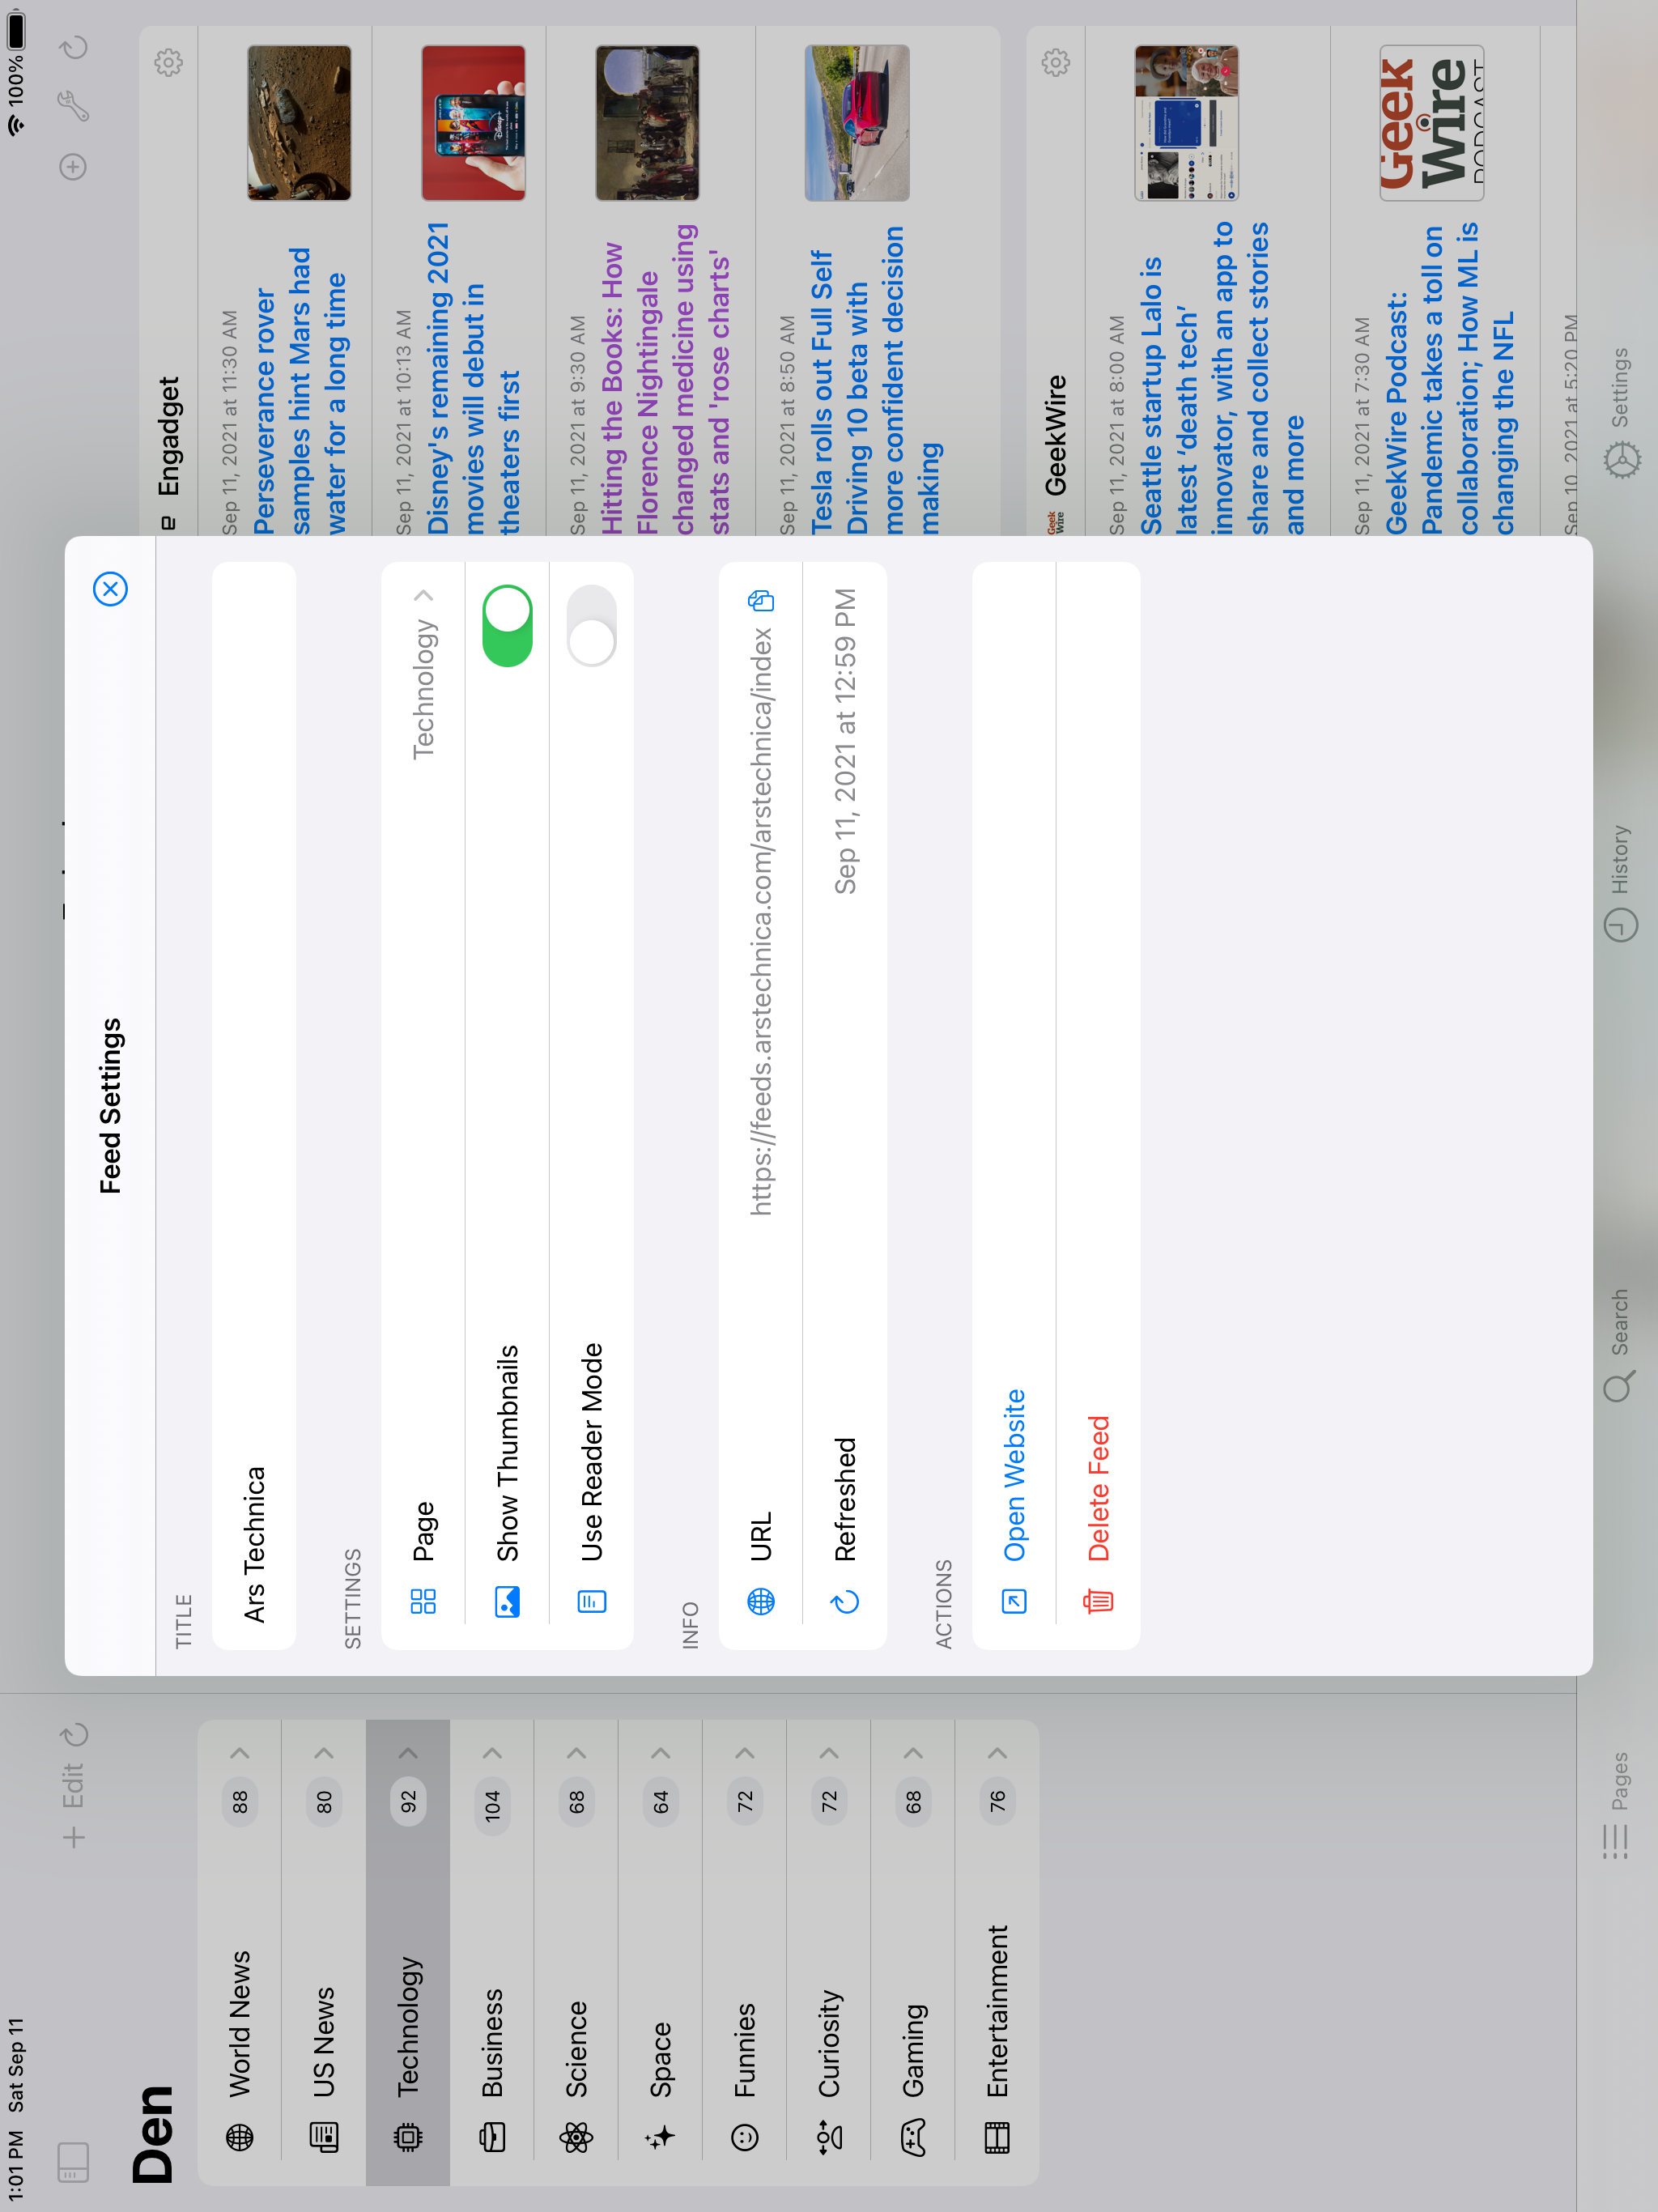 1:01 PM Sat Sep 11
100%
Edit
Den
World News 88
US News 80
Technology 92
Business 104
Science 68
Space 64
Funnies 72
Curiosity 72
Gaming 68
Entertainment 76
Feed Settings
TITLE
Ars Technica
SETTINGS
Page Technology
Show Thumbnails
Use Reader Mode
INFO
URL https://feeds.arstechnica.com/arstechnica/index
Refreshed Sep 11, 2021 at 12:59 PM
ACTIONS
Open Website
Delete Feed
e Engadget
Sep 11, 2021 at 11:30 AM
Perseverance rover
samples hint Mars had
water for a long time
Sep 11, 2021 at 10:13 AM
Disney's remaining 2021
movies will debut in
theaters first
Disney+
Sep 11, 2021 at 9:30 AM
Hitting the Books: How
Florence Nightingale
changed medicine using
stats and 'rose charts'
Sep 11, 2021 at 8:50 AM
Tesla rolls out Full Self
Driving 10 beta with
more confident decision
making
Geek
Wire
GeekWire
Sep 11, 2021 at 8:00 AM
Seattle startup Lalo is
latest ‘death tech’
innovator, with an app to
share and collect stories
and more
Sep 11, 2021 at 7:30 AM
GeekWire Podcast:
Pandemic takes a toll on
collaboration; How ML is
changing the NFL
Geek
Wire
PODCAST
Sep 10, 2021 at 5:20 PM
Pages
Search
History
Settings